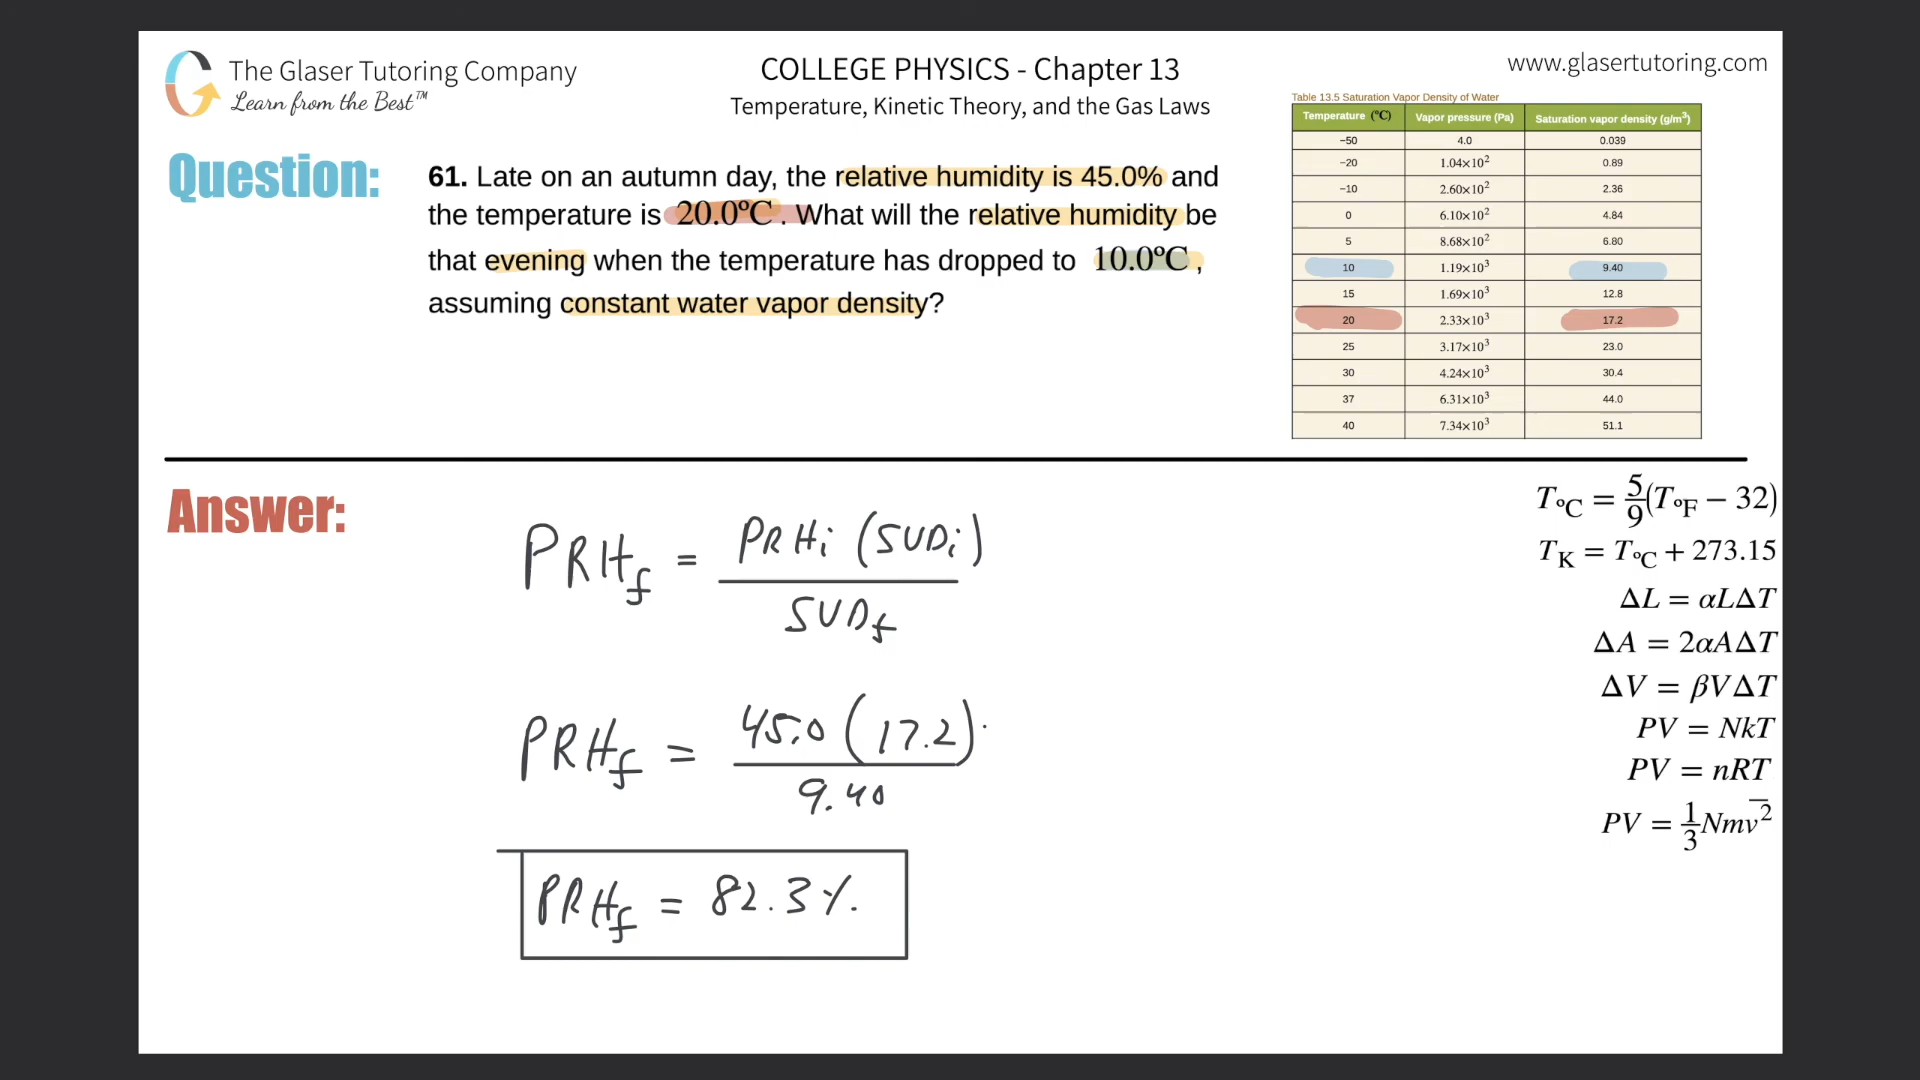 The Glaser Tutoring Company
Learn from the Best™
COLLEGE PHYSICS - Chapter 13
Temperature, Kinetic Theory, and the Gas Laws
www.glasertutoring.com
Question:
61. Late on an autumn day, the relative humidity is 45.0% and
the temperature is 20.0ºC . What will the relative humidity be
that evening when the temperature has dropped to 10.0ºC ,
assuming constant water vapor density?
Table 13.5 Saturation Vapor Density of Water
Temperature (ºC) Vapor pressure (Pa) Saturation vapor density (g/m³)
−50 4.0 0.039
−20 1.04×10² 0.89
−10 2.60×10² 2.36
0 6.10×10² 4.84
5 8.68×10² 6.80
10 1.19×10³ 9.40
15 1.69×10³ 12.8
20 2.33×10³ 17.2
25 3.17×10³ 23.0
30 4.24×10³ 30.4
37 6.31×10³ 44.0
40 7.34×10³ 51.1
Answer:
PRHf = PRHi (SVDi) / SVDf
PRHf = 45.0 (17.2) / 9.40
PRHf = 82.3%
TºC = 5/9(TºF − 32)
TK = TºC + 273.15
ΔL = αLΔT
ΔA = 2αAΔT
ΔV = βVΔT
PV = NkT
PV = nRT
PV = 1/3 Nmv̅²